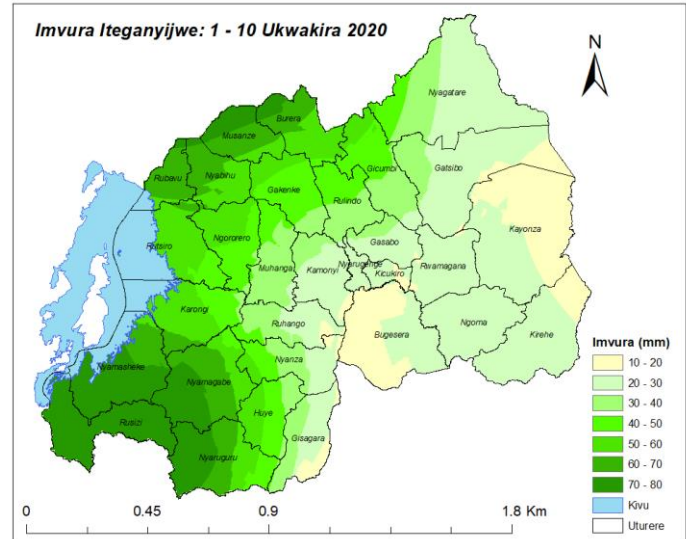 Imvura Iteganyijwe: 1 - 10 Ukwakira 2020
N
Nyagatare
Burera
Musanze
Rubavu
Nyabihu
Gakenke
Gicumbi
Gatsibo
Rulindo
Kayonza
Rutsiro
Ngororero
Gasabo
Muhanga
Kamonyi
Nyarugenge
Kicukiro
Rwamagana
Karongi
Ruhango
Bugesera
Ngoma
Kirehe
Nyanza
Nyamasheke
Nyamagabe
Huye
Rusizi
Gisagara
Nyaruguru
Imvura (mm)
10 - 20
20 - 30
30 - 40
40 - 50
50 - 60
60 - 70
70 - 80
Kivu
Uturere
0 0.45 0.9 1.8 Km